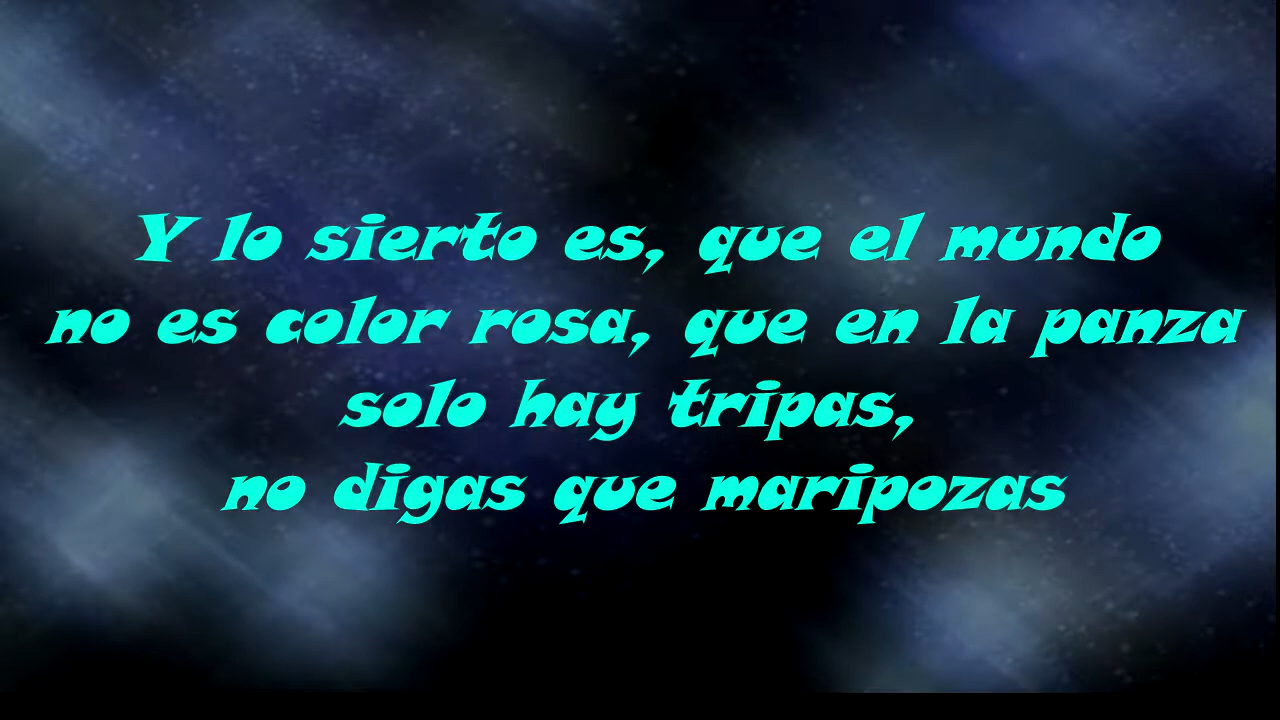 Y lo sierto es, que el mundo
no es color rosa, que en la panza
solo hay tripas,
no digas que maripozas